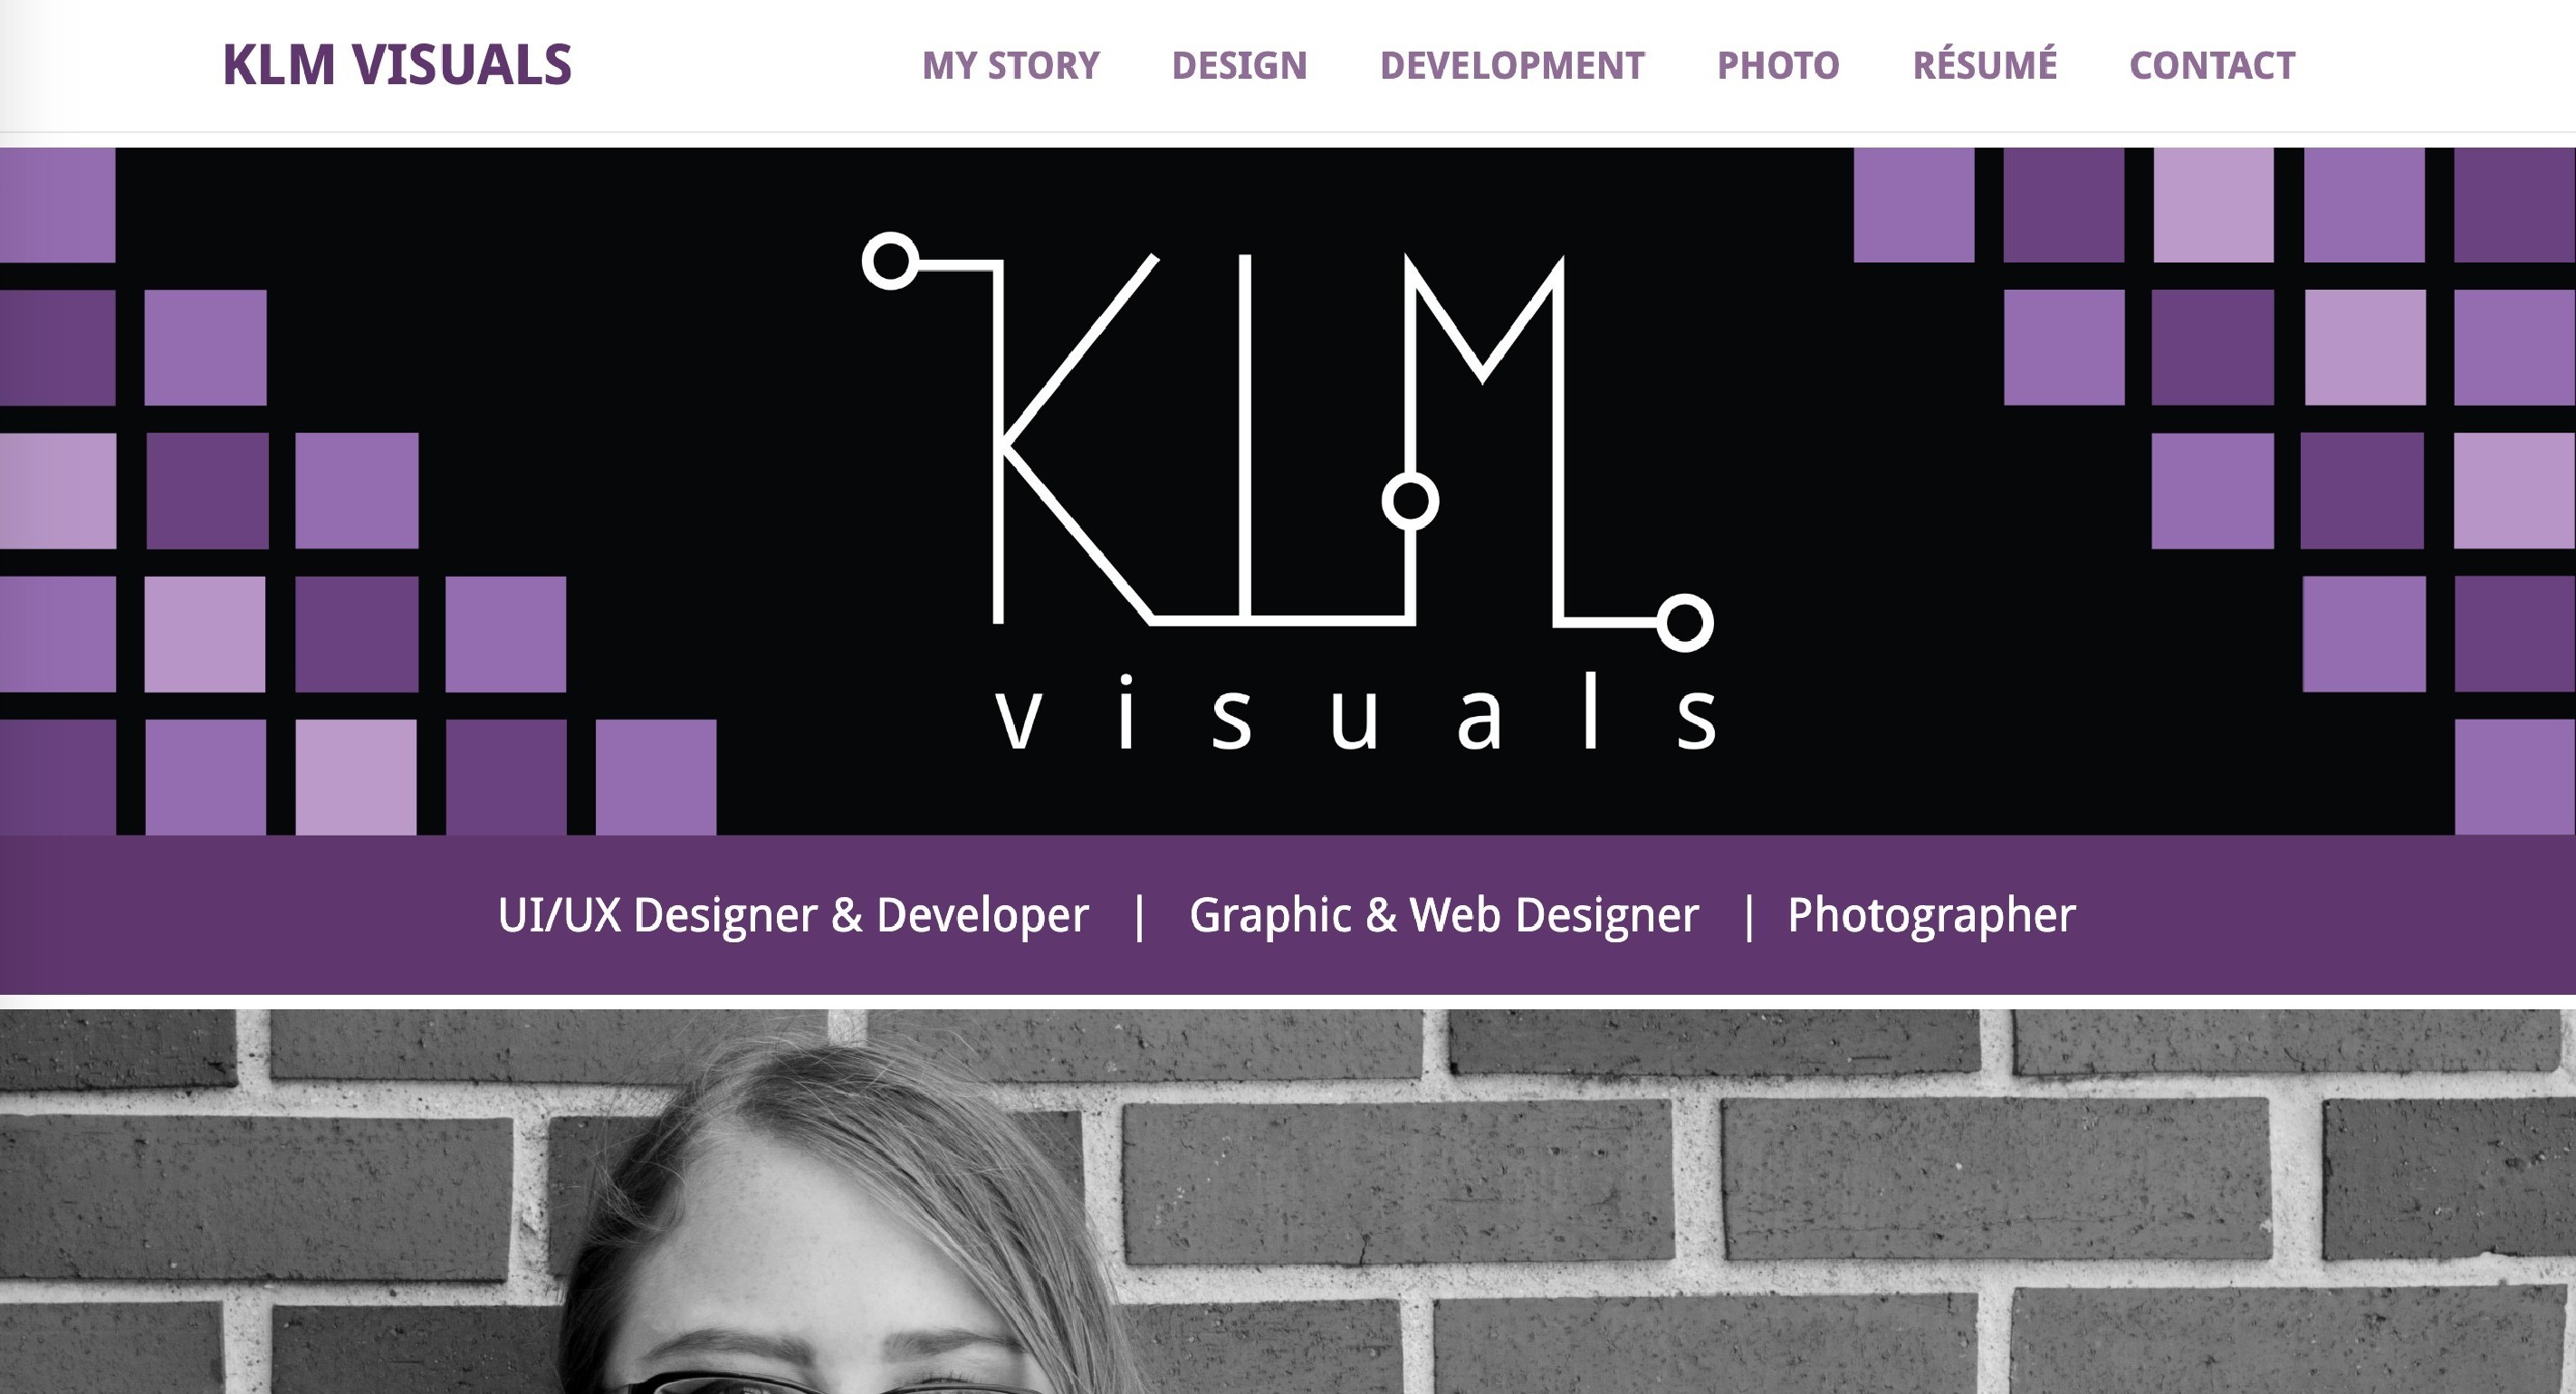 KLM VISUALS MY STORY DESIGN DEVELOPMENT PHOTO RÉSUMÉ CONTACT
KLM
visuals
UI/UX Designer & Developer | Graphic & Web Designer | Photographer